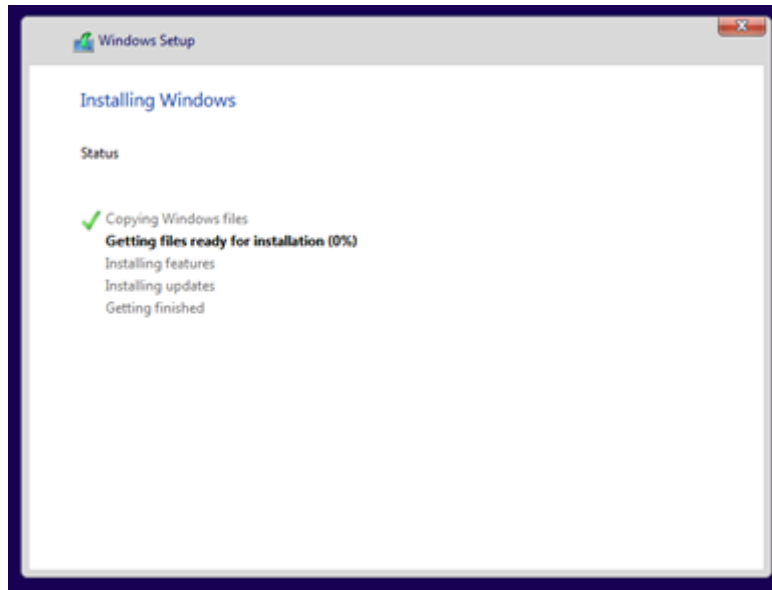 Windows Setup
Installing Windows
Status
Copying Windows files
Getting files ready for installation (0%)
Installing features
Installing updates
Getting finished